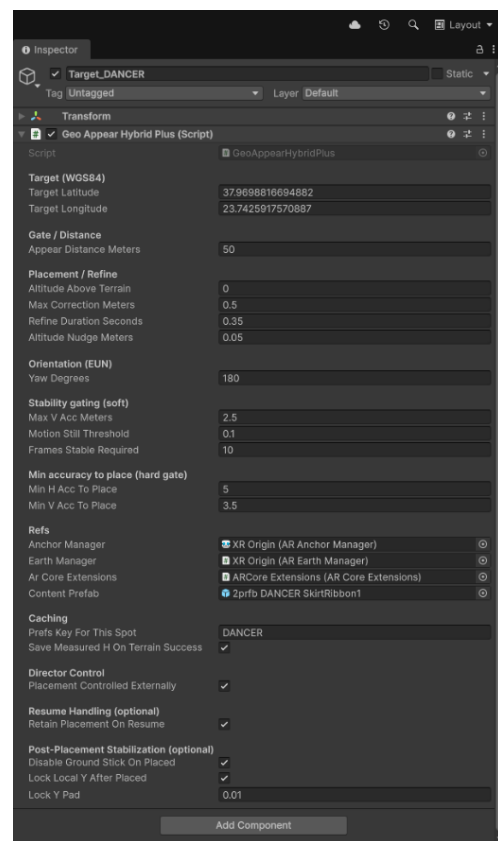 Layout
Inspector
Target_DANCER Static
Tag Untagged Layer Default
Transform
# Geo Appear Hybrid Plus (Script)
Script # GeoAppearHybridPlus
Target (WGS84)
Target Latitude 37.9698816694882
Target Longitude 23.7425917570887
Gate / Distance
Appear Distance Meters 50
Placement / Refine
Altitude Above Terrain 0
Max Correction Meters 0.5
Refine Duration Seconds 0.35
Altitude Nudge Meters 0.05
Orientation (EUN)
Yaw Degrees 180
Stability gating (soft)
Max V Acc Meters 2.5
Motion Still Threshold 0.1
Frames Stable Required 10
Min accuracy to place (hard gate)
Min H Acc To Place 5
Min V Acc To Place 3.5
Refs
Anchor Manager XR Origin (AR Anchor Manager)
Earth Manager XR Origin (AR Earth Manager)
Ar Core Extensions ARCore Extensions (AR Core Extensions)
Content Prefab 2prfb DANCER SkirtRibbon1
Caching
Prefs Key For This Spot DANCER
Save Measured H On Terrain Success
Director Control
Placement Controlled Externally
Resume Handling (optional)
Retain Placement On Resume
Post-Placement Stabilization (optional)
Disable Ground Stick On Placed
Lock Local Y After Placed
Lock Y Pad 0.01
Add Component